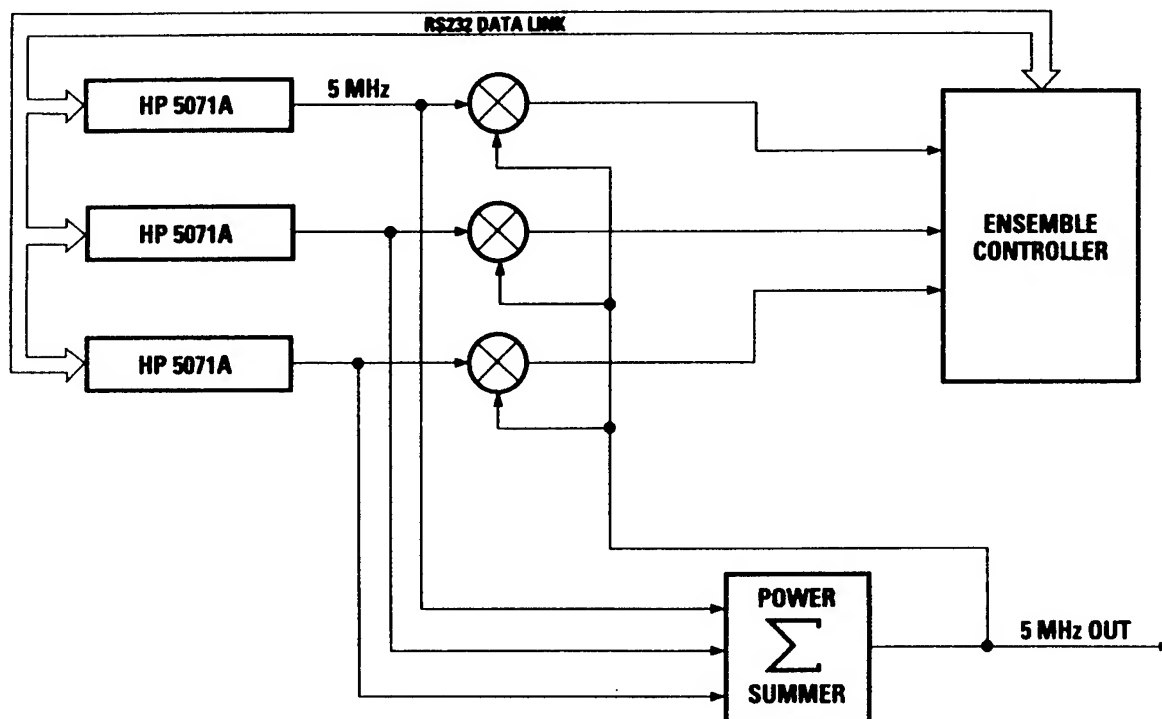 RS232 DATA LINK
HP 5071A
5 MHz
HP 5071A
ENSEMBLE
CONTROLLER
HP 5071A
POWER
Σ
SUMMER
5 MHz OUT